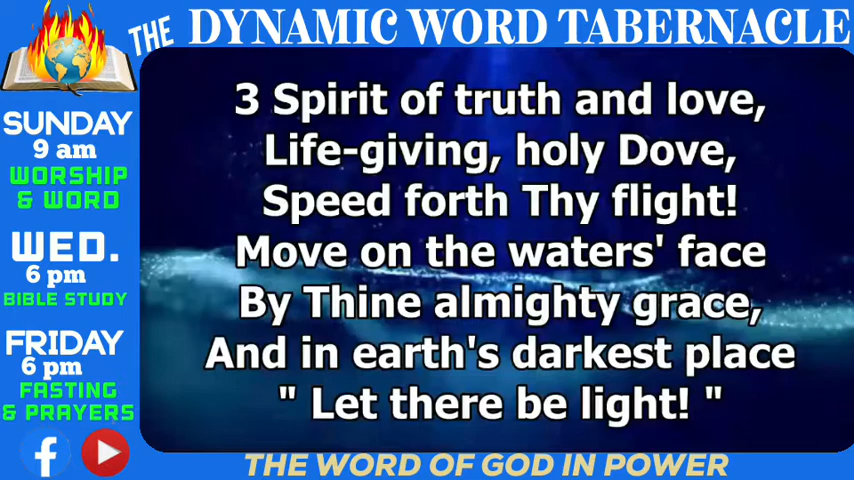 THE DYNAMIC WORD TABERNACLE
SUNDAY
9 am
WORSHIP
& WORD
WED.
6 pm
BIBLE STUDY
FRIDAY
6 pm
FASTING
& PRAYERS
3 Spirit of truth and love,
Life-giving, holy Dove,
Speed forth Thy flight!
Move on the waters' face
By Thine almighty grace,
And in earth's darkest place
" Let there be light! "
THE WORD OF GOD IN POWER